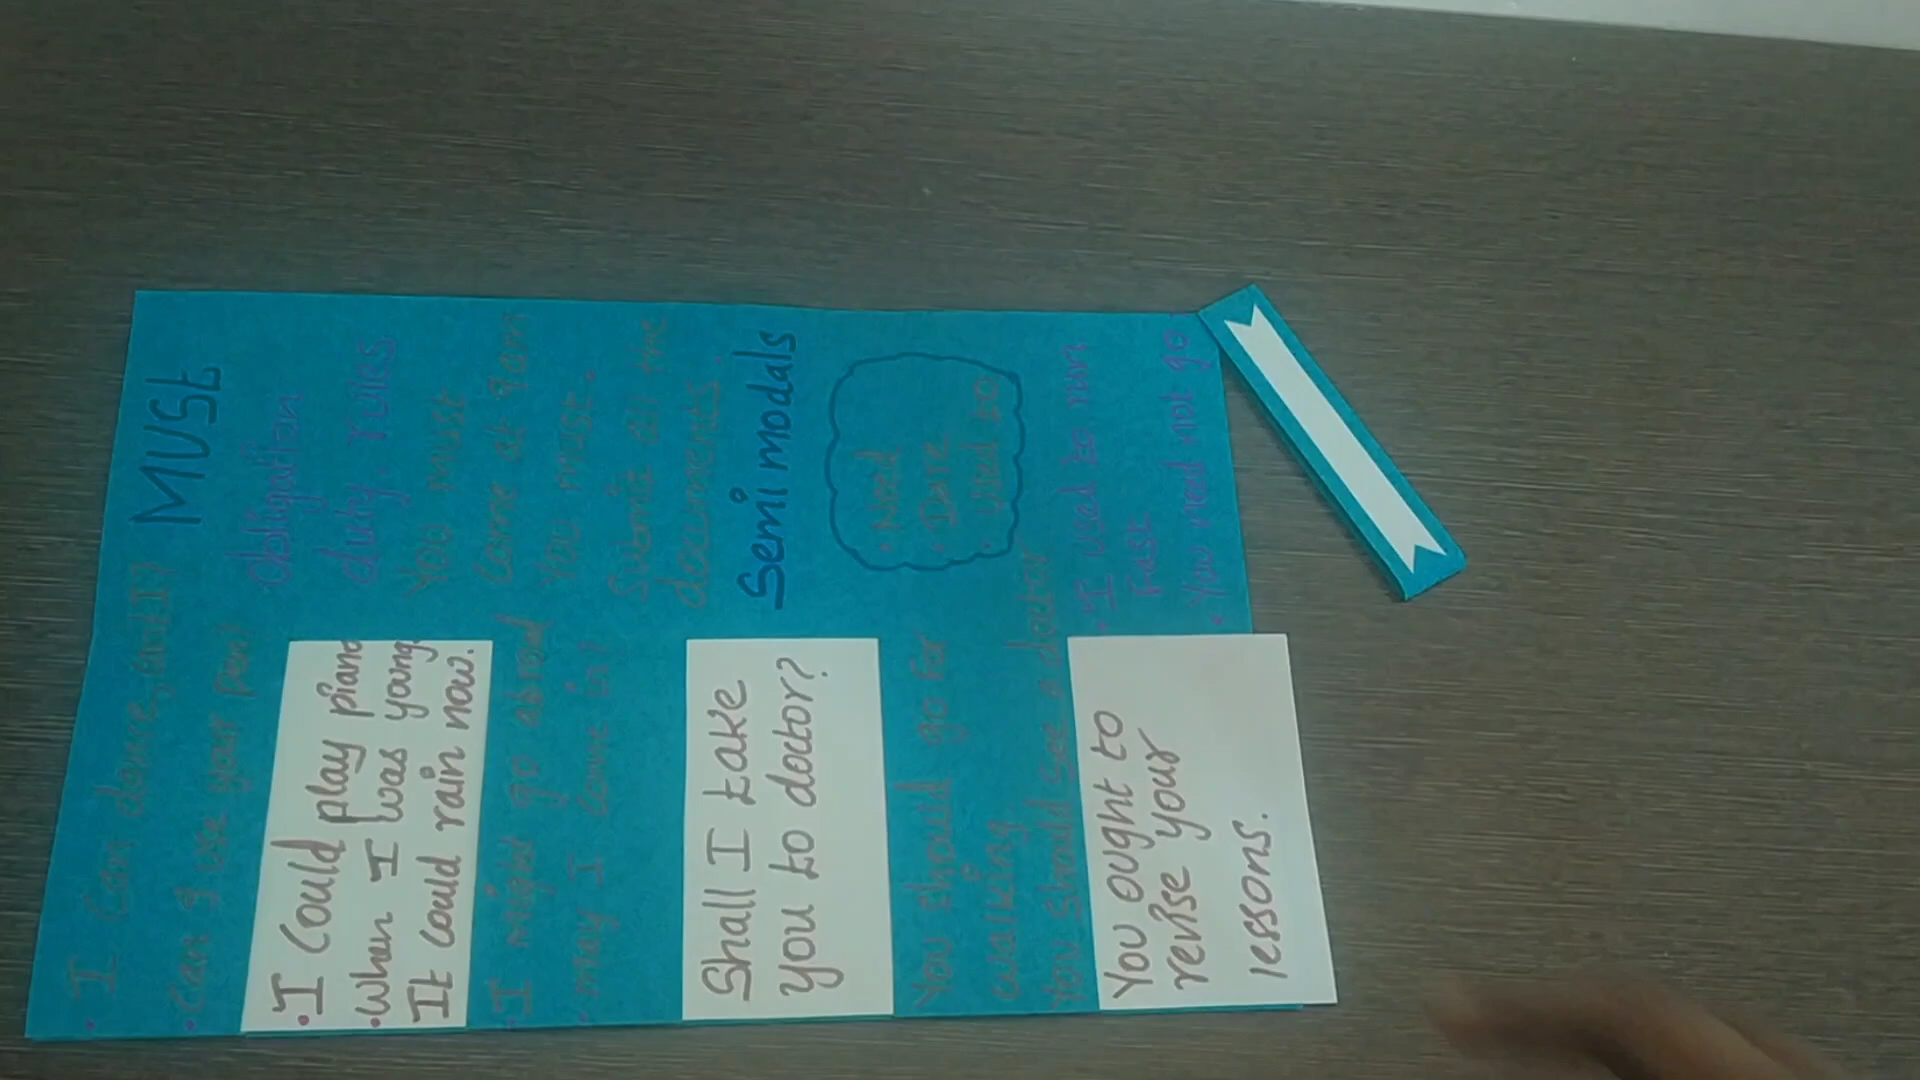 • I can dance, and I?
• Can I use your pen?
• I Could play piano
• When I was young
It could rain now.
• I might go abroad
• may I come in?
Shall I take
you to doctor?
You should go for
walking
You should see a doctor
You ought to
revise your
lessons.
MUSt
obligation
duty, rules
You must
come at 9am
You must
submit all the
documents.
Semi modals
• Need
• Dare
• Used to
• I used to run
Fast
• You need not go